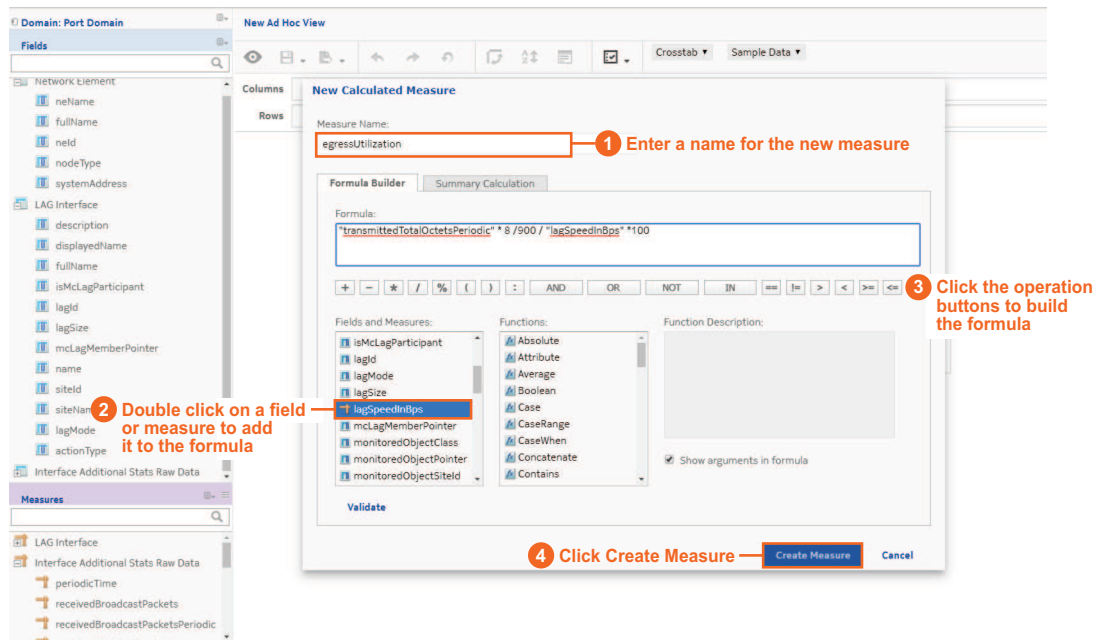 Domain: Port Domain
Fields
Network Element
neName
fullName
neId
nodeType
systemAddress
LAG Interface
description
displayedName
fullName
isMcLagParticipant
lagId
lagSize
mcLagMemberPointer
name
siteId
siteNam
lagMode
actionType
Interface Additional Stats Raw Data
Measures
LAG Interface
Interface Additional Stats Raw Data
periodicTime
receivedBroadcastPackets
receivedBroadcastPacketsPeriodic
New Ad Hoc View
Crosstab ▼ Sample Data ▼
Columns
Rows
New Calculated Measure
Measure Name:
egressUtilization
1 Enter a name for the new measure
Formula Builder Summary Calculation
Formula:
"transmittedTotalOctetsPeriodic" * 8 /900 / "lagSpeedInBps" *100
+ − * / % ( ) : AND OR NOT IN == != > < >= <=
3 Click the operation
buttons to build
the formula
Fields and Measures:
isMcLagParticipant
lagId
lagMode
lagSize
lagSpeedInBps
mcLagMemberPointer
monitoredObjectClass
monitoredObjectPointer
monitoredObjectSiteId
2 Double click on a field
or measure to add
it to the formula
Functions:
Absolute
Attribute
Average
Boolean
Case
CaseRange
CaseWhen
Concatenate
Contains
Function Description:
Show arguments in formula
Validate
4 Click Create Measure
Create Measure Cancel